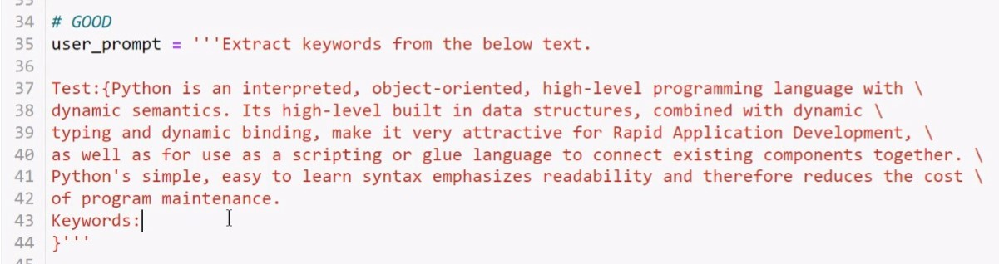 34 # GOOD
35 user_prompt = '''Extract keywords from the below text.
36
37 Test:{Python is an interpreted, object-oriented, high-level programming language with \
38 dynamic semantics. Its high-level built in data structures, combined with dynamic \
39 typing and dynamic binding, make it very attractive for Rapid Application Development, \
40 as well as for use as a scripting or glue language to connect existing components together. \
41 Python's simple, easy to learn syntax emphasizes readability and therefore reduces the cost \
42 of program maintenance.
43 Keywords:
44 }'''